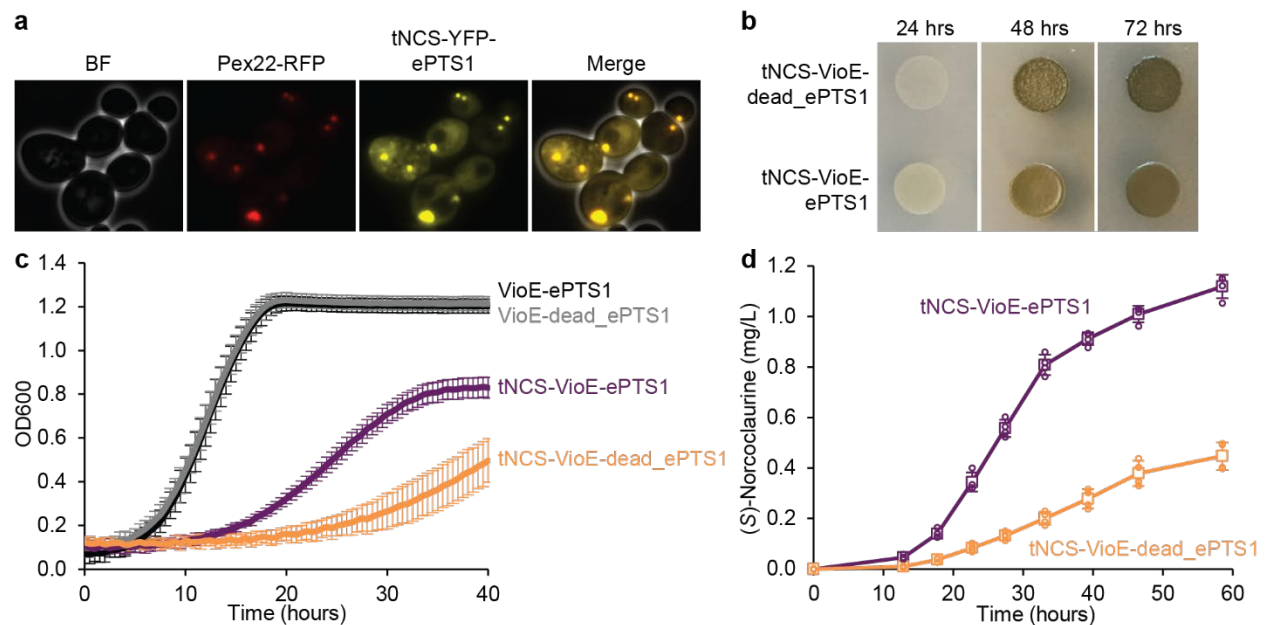 a
BF
Pex22-RFP
tNCS-YFP-
ePTS1
Merge
b
24 hrs
48 hrs
72 hrs
tNCS-VioE-
dead_ePTS1
tNCS-VioE-
ePTS1
c
OD600
1.4
1.2
1.0
0.8
0.6
0.4
0.2
0.0
VioE-ePTS1
VioE-dead_ePTS1
tNCS-VioE-ePTS1
tNCS-VioE-dead_ePTS1
0
10
20
30
40
Time (hours)
d
(S)-Norcoclaurine (mg/L)
1.2
1.0
0.8
0.6
0.4
0.2
0.0
tNCS-VioE-ePTS1
tNCS-VioE-dead_ePTS1
0
10
20
30
40
50
60
Time (hours)